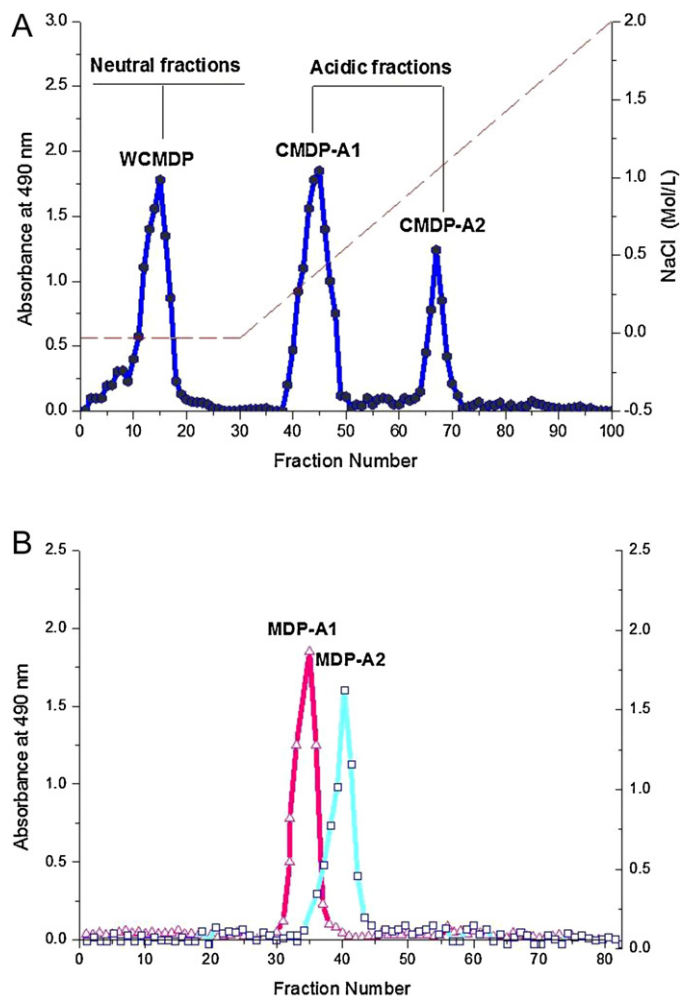 A
3.0
2.5
2.0
1.5
1.0
0.5
0.0
Absorbance at 490 nm
Neutral fractions
Acidic fractions
WCMDP
CMDP-A1
CMDP-A2
2.0
1.5
1.0
0.5
0.0
-0.5
NaCl (Mol/L)
0 10 20 30 40 50 60 70 80 90 100
Fraction Number
B
2.5
2.0
1.5
1.0
0.5
0.0
Absorbance at 490 nm
MDP-A1
MDP-A2
2.5
2.0
1.5
1.0
0.5
0.0
0 10 20 30 40 50 60 70 80
Fraction Number